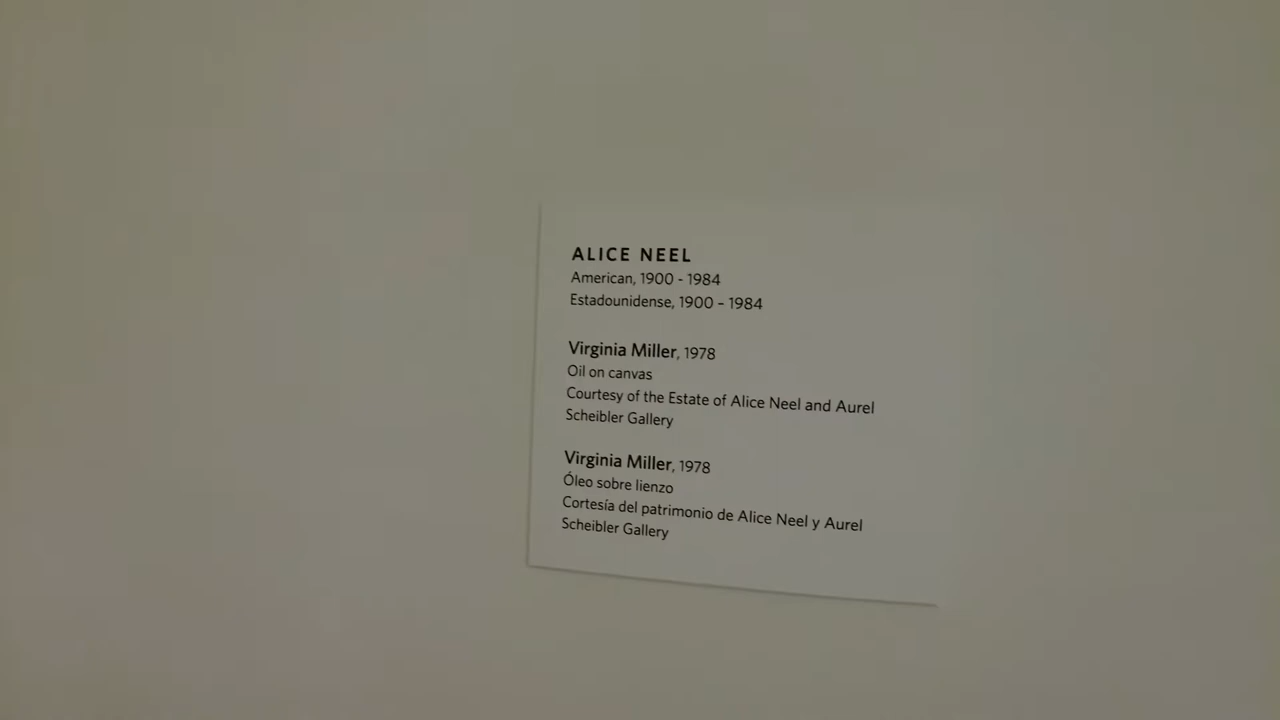 ALICE NEEL
American, 1900 - 1984
Estadounidense, 1900 – 1984
Virginia Miller, 1978
Oil on canvas
Courtesy of the Estate of Alice Neel and Aurel
Scheibler Gallery
Virginia Miller, 1978
Óleo sobre lienzo
Cortesía del patrimonio de Alice Neel y Aurel
Scheibler Gallery